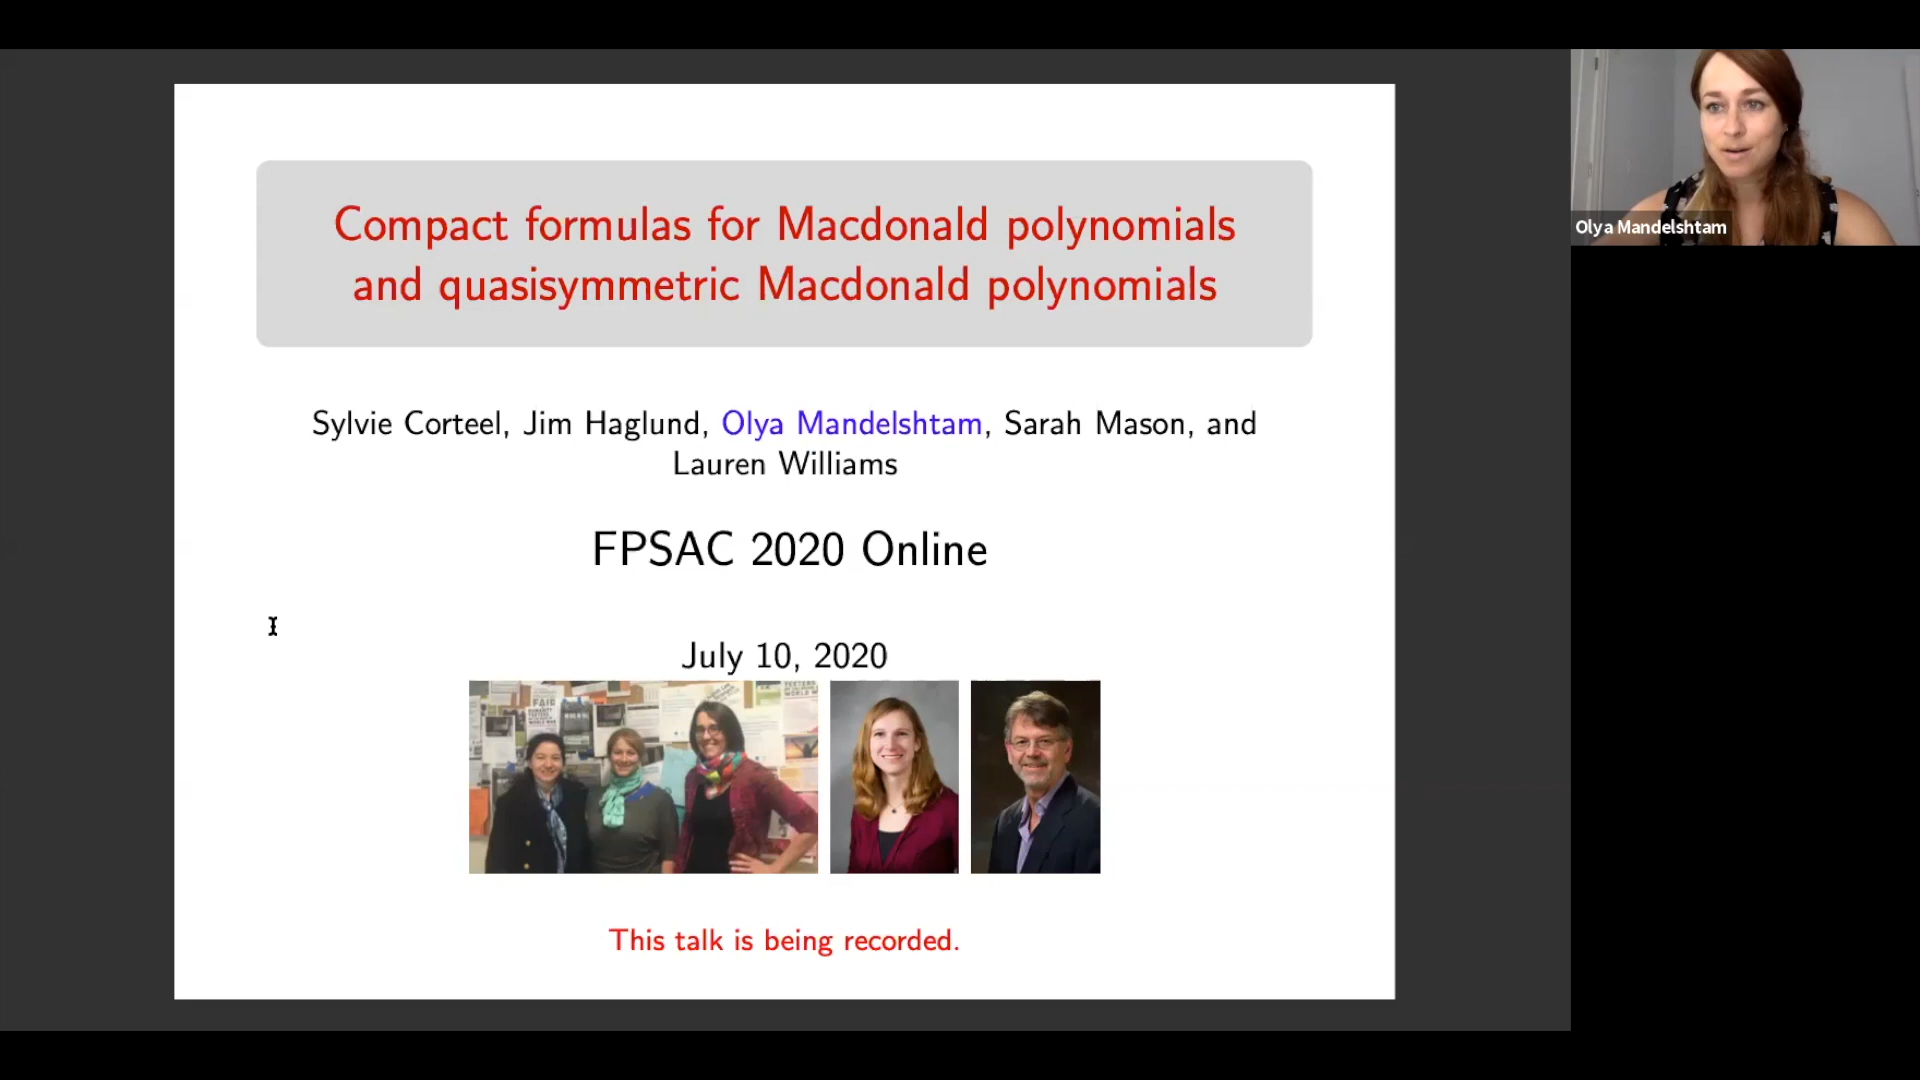 Compact formulas for Macdonald polynomials
and quasisymmetric Macdonald polynomials
Sylvie Corteel, Jim Haglund, Olya Mandelshtam, Sarah Mason, and
Lauren Williams
FPSAC 2020 Online
July 10, 2020
FAIR
This talk is being recorded.
Olya Mandelshtam